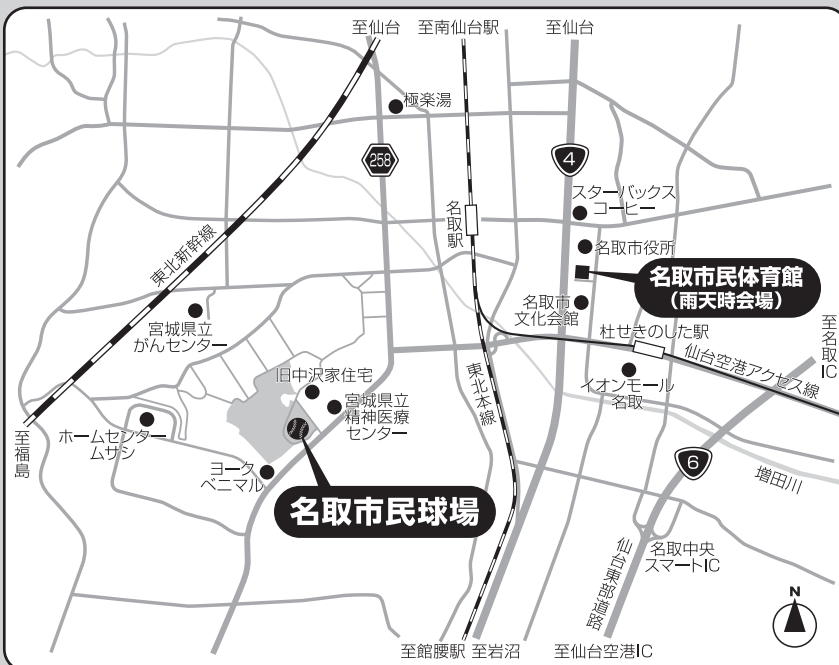 至仙台
至南仙台駅
至仙台
極楽湯
258
4
スターバックス
コーヒー
名取駅
名取市役所
東北新幹線
名取市民体育館
(雨天時会場)
名取市
文化会館
宮城県立
がんセンター
杜せきのした駅
至名取IC
仙台空港アクセス線
旧中沢家住宅
東北本線
イオンモール
名取
宮城県立
精神医療
センター
至福島
ホームセンター
ムサシ
ヨーク
ベニマル
6
増田川
名取市民球場
仙台東部道路
名取中央
スマートIC
N
至館腰駅
至岩沼
至仙台空港IC